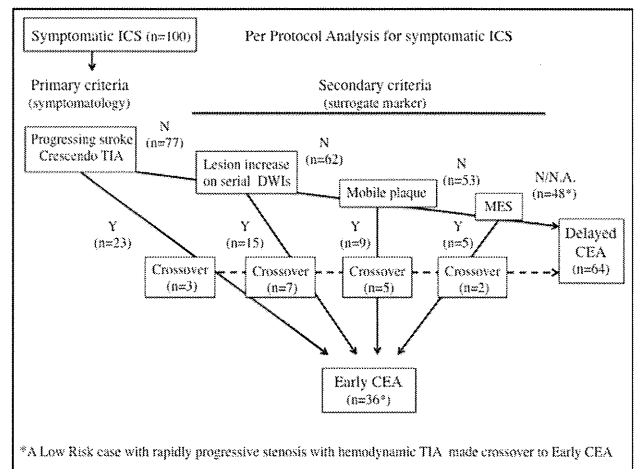 Symptomatic ICS (n=100)
Per Protocol Analysis for symptomatic ICS
Primary criteria
(symptomatology)
Secondary criteria
(surrogate marker)
Progressing stroke
Crescendo TIA
N
(n=77)
Lesion increase
on serial DWIs
N
(n=62)
Mobile plaque
N
(n=53)
MES
N/N.A.
(n=48*)
Delayed
CEA
(n=64)
Y
(n=23)
Y
(n=15)
Y
(n=9)
Y
(n=5)
Crossover
(n=3)
Crossover
(n=7)
Crossover
(n=5)
Crossover
(n=2)
Early CEA
(n=36*)
*A Low Risk case with rapidly progressive stenosis with hemodynamic TIA made crossover to Early CEA